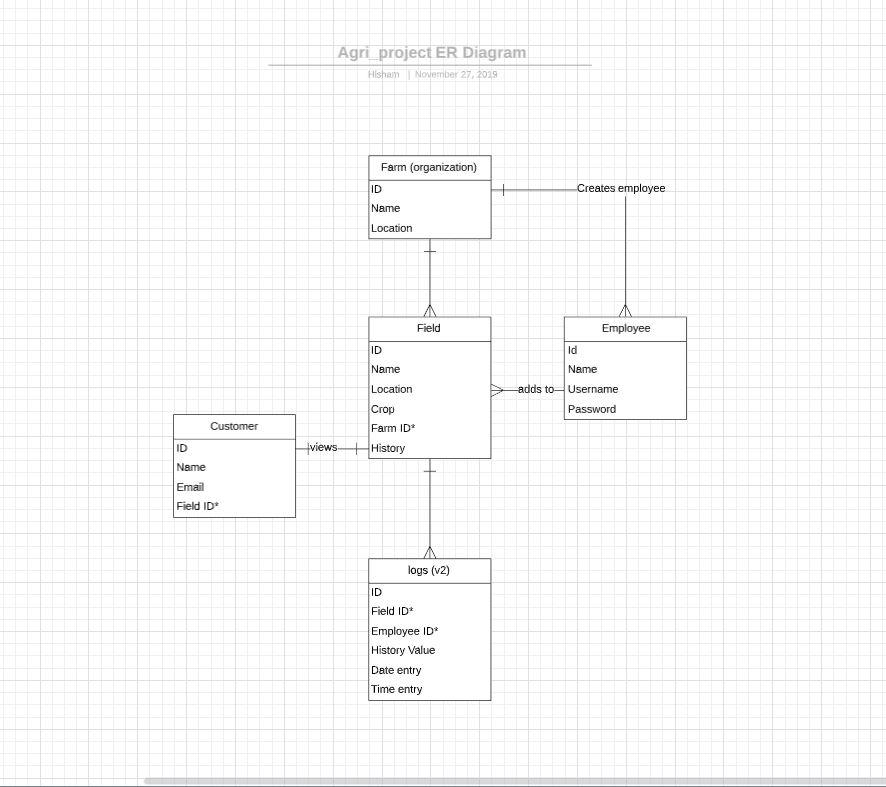 Agri_project ER Diagram
Hisham | November 27, 2019
Farm (organization)
ID
Name
Location
Creates employee
Field
ID
Name
Location
Crop
Farm ID*
History
adds to
Employee
Id
Name
Username
Password
Customer
ID
Name
Email
Field ID*
views
logs (v2)
ID
Field ID*
Employee ID*
History Value
Date entry
Time entry